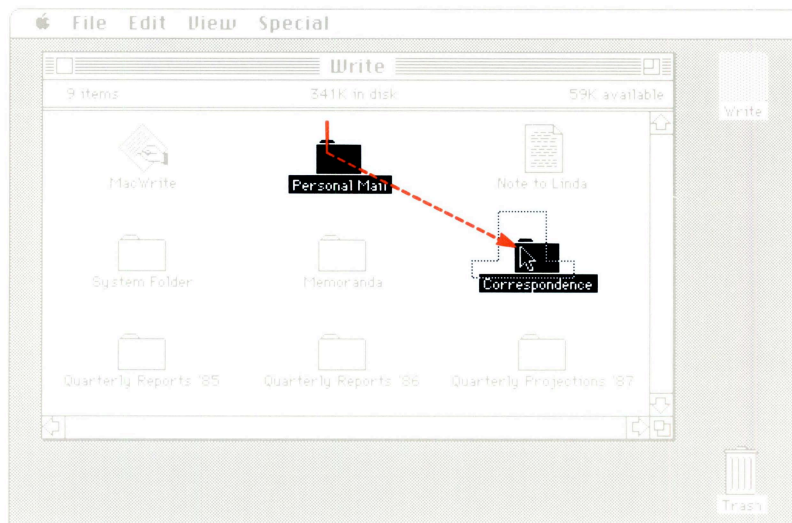 File Edit View Special
Write
9 items 341K in disk 59K available
Write
MacWrite Personal Mail Note to Linda
System Folder Memoranda Correspondence
Quarterly Reports '85 Quarterly Reports '86 Quarterly Projections '87
Trash